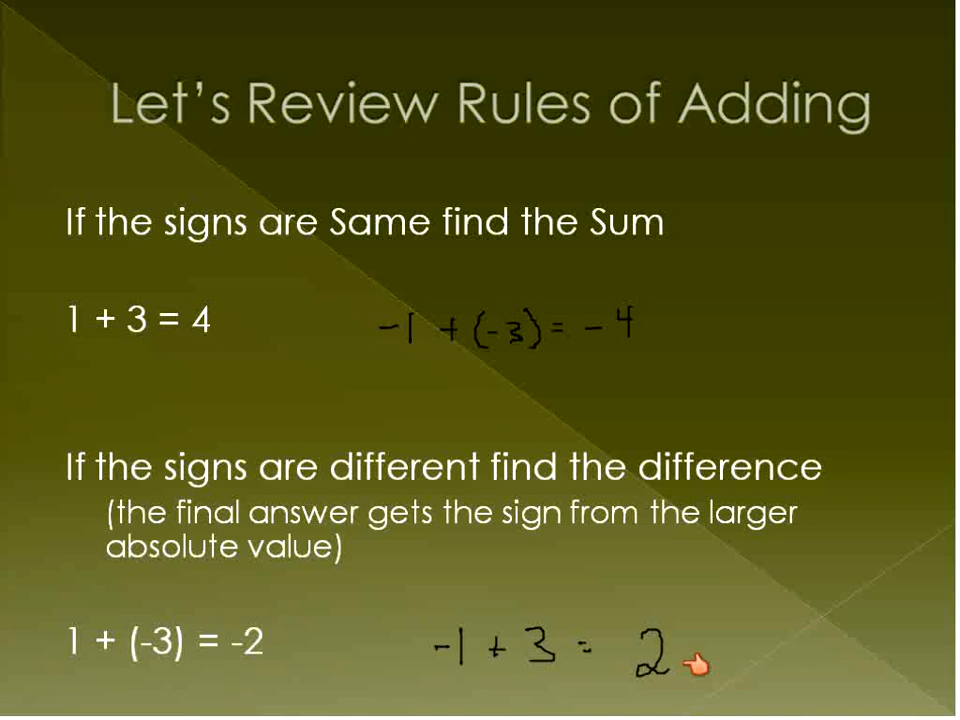 Let's Review Rules of Adding
If the signs are Same find the Sum
1 + 3 = 4
-1 + (-3) = -4
If the signs are different find the difference
(the final answer gets the sign from the larger
absolute value)
1 + (-3) = -2
-1 + 3 = 2